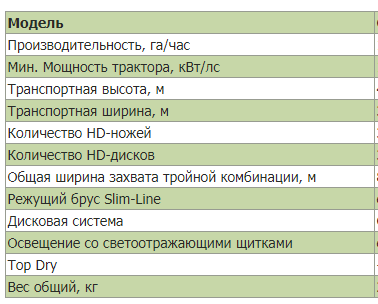 Модель
Производительность, га/час
Мин. Мощность трактора, кВт/лс
Транспортная высота, м
Транспортная ширина, м
Количество HD-ножей
Количество HD-дисков
Общая ширина захвата тройной комбинации, м
Режущий брус Slim-Line
Дисковая система
Освещение со светоотражающими щитками
Top Dry
Вес общий, кг